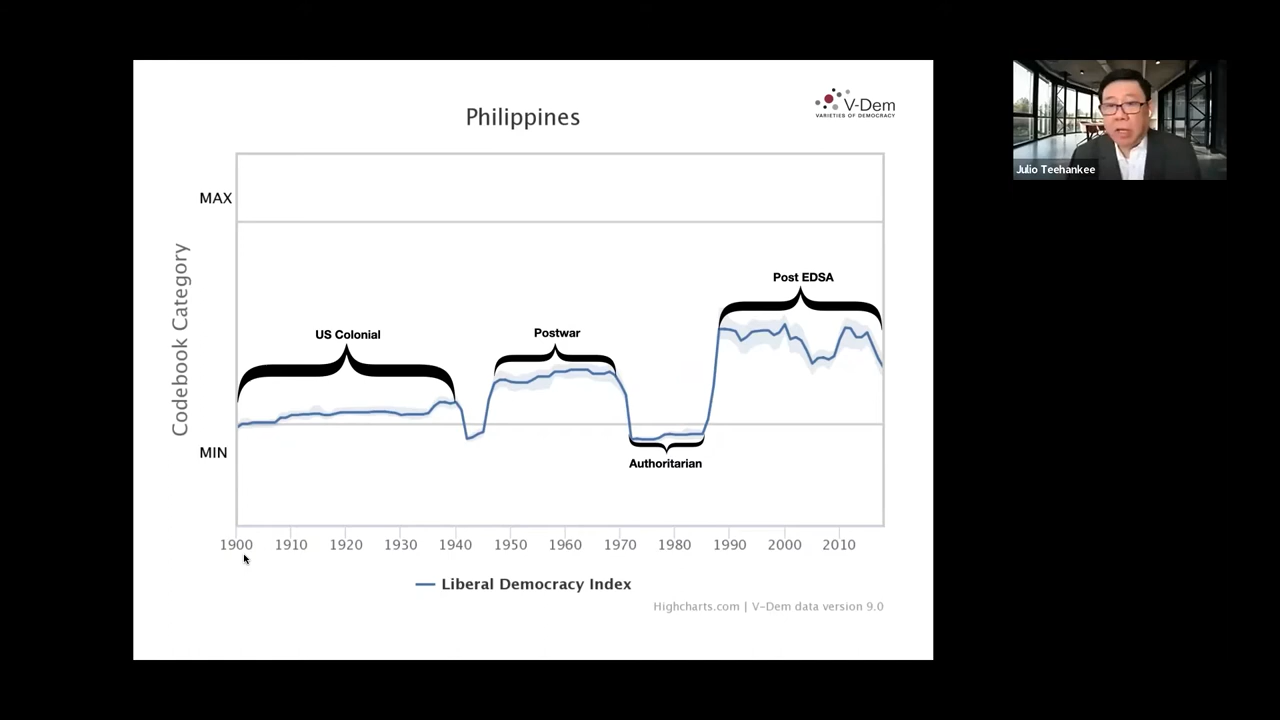 Philippines
V-Dem
VARIETIES OF DEMOCRACY
MAX
Codebook Category
MIN
US Colonial
Postwar
Authoritarian
Post EDSA
1900 1910 1920 1930 1940 1950 1960 1970 1980 1990 2000 2010
Liberal Democracy Index
Highcharts.com | V-Dem data version 9.0
Julio Teehankee